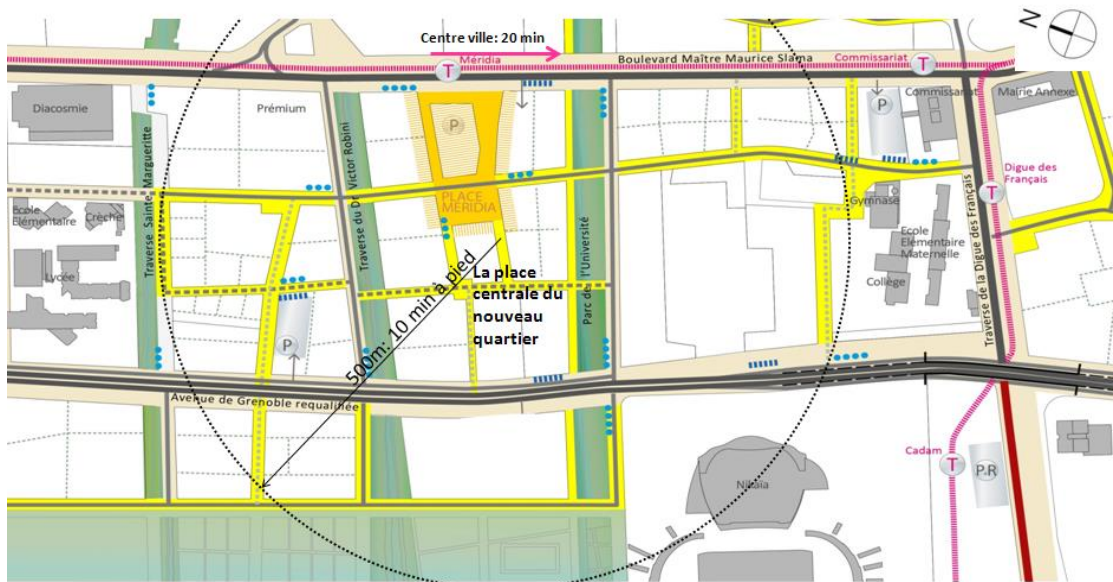 Centre ville: 20 min
N
Méridia
T
Boulevard Maître Maurice Slama
Commissariat
T
Diacosmie
Prémium
P
P
Commissariat
Mairie Annexe
Traverse Sainte Margueritte
Traverse du Dr. Victor Robini
PLACE
MERIDIA
Digue des
Français
T
Ecole
Elémentaire
Crèche
Lycée
Gymnase
Ecole
Elémentaire
Maternelle
Collège
Traverse de la Digue des Français
Parc de l'Université
La place
centrale du
nouveau
quartier
500m: 10 min à pied
P
Avenue de Grenoble requalifiée
Cadam
T
P+R
Nikaïa